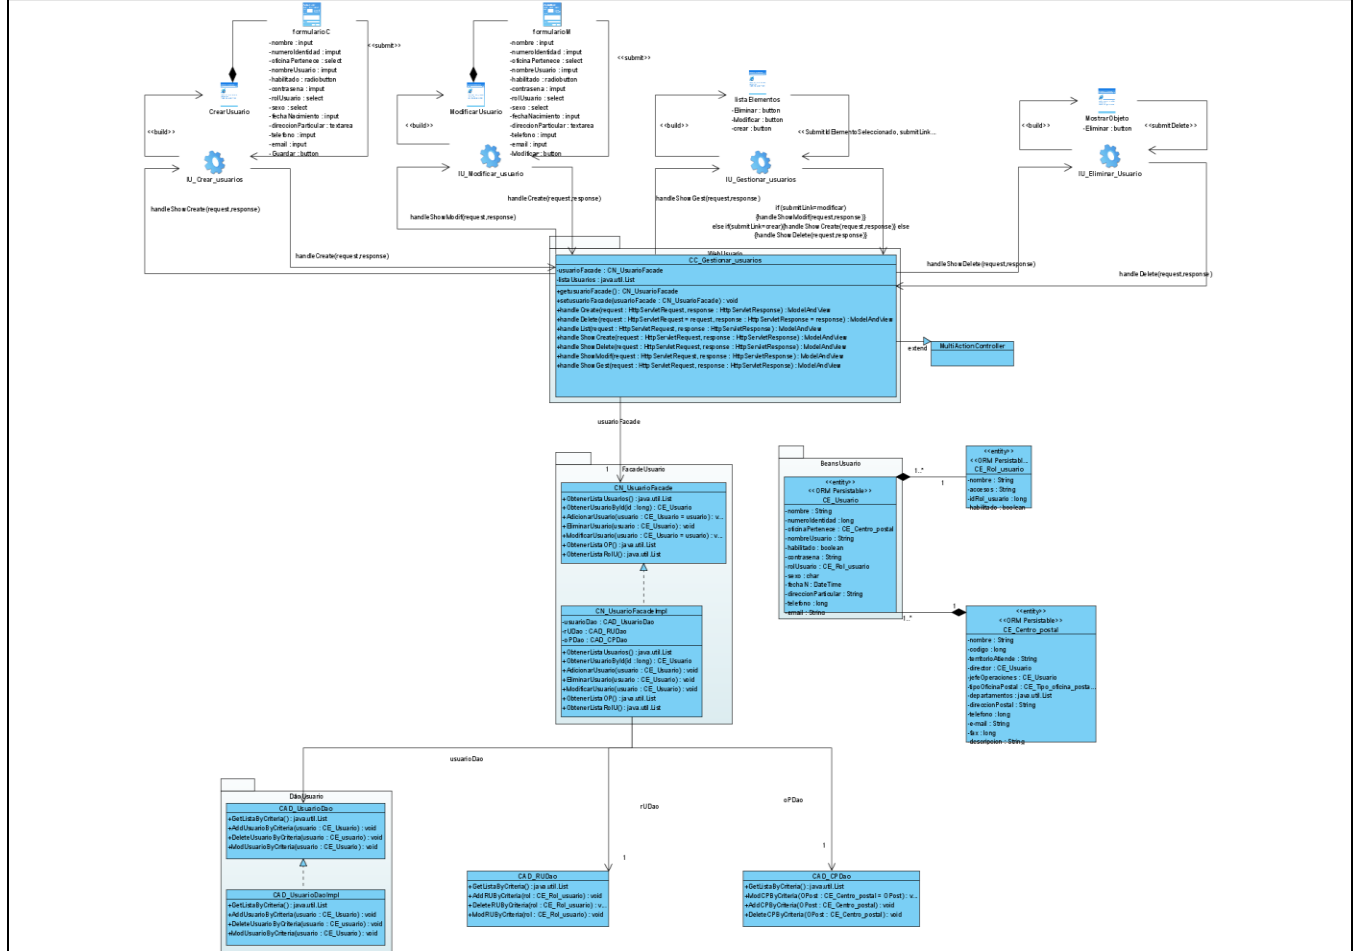 formularioC
-nombre : input
-numeroIdentidad : imput
-oficinaPertenece : select
-nombreUsuario : imput
-habilitado : radiobutton
-contrasena : imput
-rolUsuario : select
-sexo : select
-fechaNacimiento : imput
-direccionParticular : textarea
-telefono : imput
-email : imput
-Guardar : button
<<submit>>
CrearUsuario
<<build>>
IU_Crear_usuarios
formularioM
-nombre : imput
-numeroIdentidad : imput
-oficinaPertenece : select
-nombreUsuario : imput
-habilitado : radiobutton
-contrasena : imput
-rolUsuario : select
-sexo : select
-fechaNacimiento : imput
-direccionParticular : textarea
-telefono : imput
-email : imput
-Modificar : button
<<submit>>
ModificarUsuario
<<build>>
IU_Modificar_usuario
listaElementos
-Eliminar : button
-Modificar : button
-crear : button
<<build>>
<<SubmitIdElementoSeleccionado, submitLink...
IU_Gestionar_usuarios
MostrarObjeto
-Eliminar : button
<<build>>
<<submitDelete>>
IU_Eliminar_Usuario
handleShowCreate(request,response)
handleCreate(request,response)
handleShowModif(request,response)
handleCreate(request,response)
handleShowGest(request,response)
if(submitLink=modificar)
{handleShowModif(request,response)}
else if(submitLink=crear){handleShowCreate(request,response)} else
{handleShowDelete(request,response)}
handleShowDelete(request,response)
handleDelete(request,response)
WebUsuario
CC_Gestionar_usuarios
-usuarioFacade : CN_UsuarioFacade
-listaUsuarios : java.util.List
+getusuarioFacade() : CN_UsuarioFacade
+setusuarioFacade(usuarioFacade : CN_UsuarioFacade) : void
+handleCreate(request : HttpServletRequest, response : HttpServletResponse) : ModelAndView
+handleDelete(request : HttpServletRequest = request, response : HttpServletResponse = response) : ModelAndView
+handleList(request : HttpServletRequest, response : HttpServletResponse) : ModelAndView
+handleShowCreate(request : HttpServletRequest, response : HttpServletResponse) : ModelAndView
+handleShowDelete(request : HttpServletRequest, response : HttpServletResponse) : ModelAndView
+handleShowModif(request : HttpServletRequest, response : HttpServletResponse) : ModelAndView
+handleShowGest(request : HttpServletRequest, response : HttpServletResponse) : ModelAndView
extend
MultiActionController
usuarioFacade
1
FacadeUsuario
CN_UsuarioFacade
+ObtenerListaUsuarios() : java.util.List
+ObtenerUsuarioById(id : long) : CE_Usuario
+AdicionarUsuario(usuario : CE_Usuario = usuario) : v...
+EliminarUsuario(usuario : CE_Usuario) : void
+ModificarUsuario(usuario : CE_Usuario = usuario) : v...
+ObtenerListaOP() : java.util.List
+ObtenerListaRolU() : java.util.List
CN_UsuarioFacadeImpl
-usuarioDao : CAD_UsuarioDao
-rUDao : CAD_RUDao
-oPDao : CAD_CPDao
+ObtenerListaUsuarios() : java.util.List
+ObtenerUsuarioById(id : long) : CE_Usuario
+AdicionarUsuario(usuario : CE_Usuario) : void
+EliminarUsuario(usuario : CE_Usuario) : void
+ModificarUsuario(usuario : CE_Usuario) : void
+ObtenerListaOP() : java.util.List
+ObtenerListaRolU() : java.util.List
BeansUsuario
<<entity>>
<<ORM Persistable>>
CE_Usuario
-nombre : String
-numeroIdentidad : long
-oficinaPertenece : CE_Centro_postal
-nombreUsuario : String
-habilitado : boolean
-contrasena : String
-rolUsuario : CE_Rol_usuario
-sexo : char
-fechaN : DateTime
-direccionParticular : String
-telefono : long
-email : String
1..*
1
<<entity>>
<<ORM Persistabl...
CE_Rol_usuario
-nombre : String
-accesos : String
-idRol_usuario : long
-habilitado : boolean
1
1..*
<<entity>>
<<ORM Persistable>>
CE_Centro_postal
-nombre : String
-codigo : long
-territorioAtiende : String
-director : CE_Usuario
-jefeOperaciones : CE_Usuario
-tipoOficinaPostal : CE_Tipo_oficina_posta...
-departamentos : java.util.List
-direccionPostal : String
-telefono : long
-e-mail : String
-fax : long
-descripcion : String
usuarioDao
rUDao
oPDao
1
1
DaoUsuario
CAD_UsuarioDao
+GetListaByCriteria() : java.util.List
+AddUsuarioByCriteria(usuario : CE_Usuario) : void
+DeleteUsuarioByCriteria(usuario : CE_usuario) : void
+ModUsuarioByCriteria(usuario : CE_Usuario) : void
CAD_UsuarioDaoImpl
+GetListaByCriteria() : java.util.List
+AddUsuarioByCriteria(usuario : CE_Usuario) : void
+DeleteUsuarioByCriteria(usuario : CE_usuario) : void
+ModUsuarioByCriteria(usuario : CE_Usuario) : void
CAD_RUDao
+GetListaByCriteria() : java.util.List
+AddRUByCriteria(rol : CE_Rol_usuario) : void
+DeleteRUByCriteria(rol : CE_Rol_usuario) : v...
+ModRUByCriteria(rol : CE_Rol_usuario) : void
CAD_CPDao
+GetListaByCriteria() : java.util.List
+ModCPByCriteria(OPost : CE_Centro_postal = OPost) : v...
+AddCPByCriteria(OPost : CE_Centro_postal) : void
+DeleteCPByCriteria(OPost : CE_Centro_postal) : void